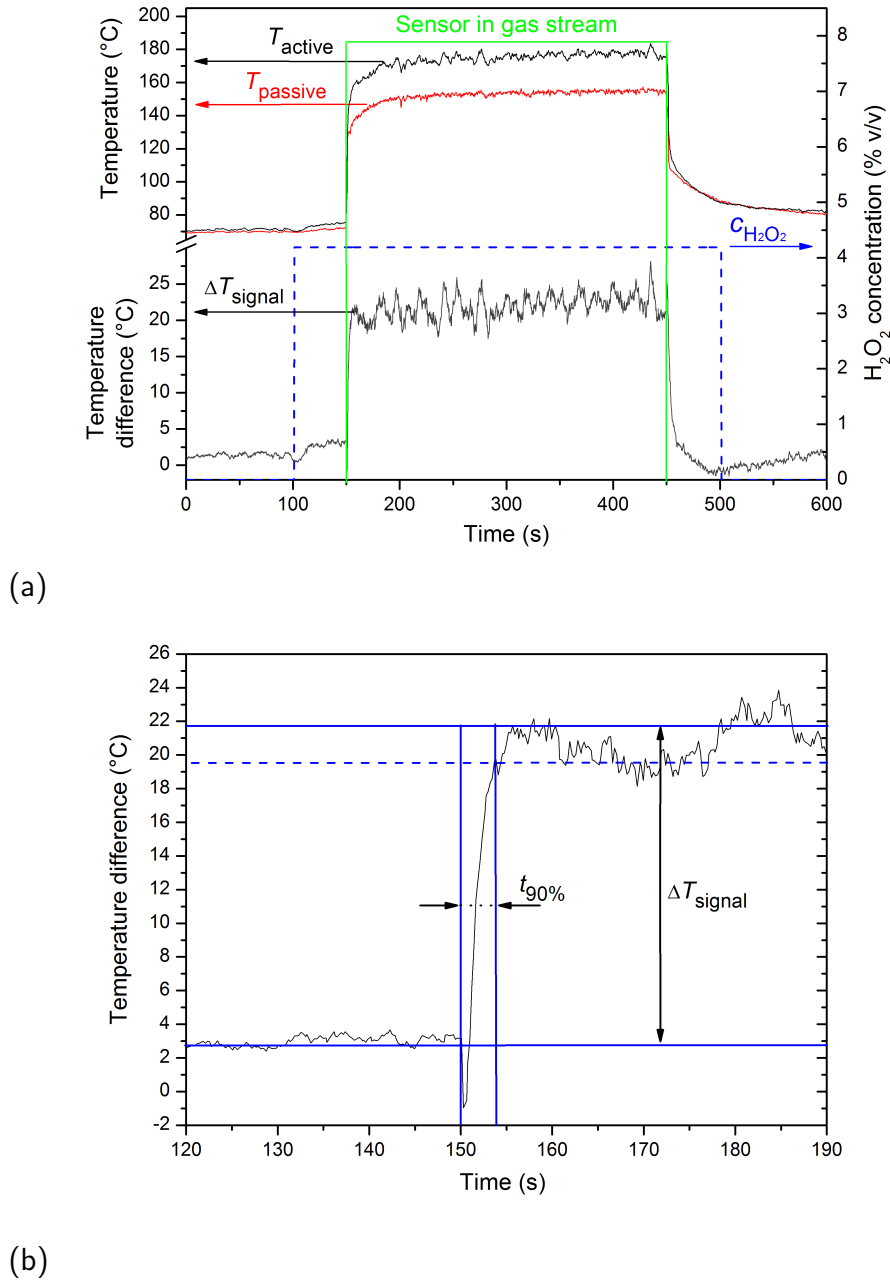 Sensor in gas stream
T_active
T_passive
c_H₂O₂
ΔT_signal
Temperature (°C)
200
180
160
140
120
100
80
Temperature
difference (°C)
25
20
15
10
5
0
H₂O₂ concentration (% v/v)
8
7
6
5
4
3
2
1
0
0 100 200 300 400 500 600
Time (s)
(a)
Temperature difference (°C)
26
24
22
20
18
16
14
12
10
8
6
4
2
0
-2
t_90%
ΔT_signal
120 130 140 150 160 170 180 190
Time (s)
(b)